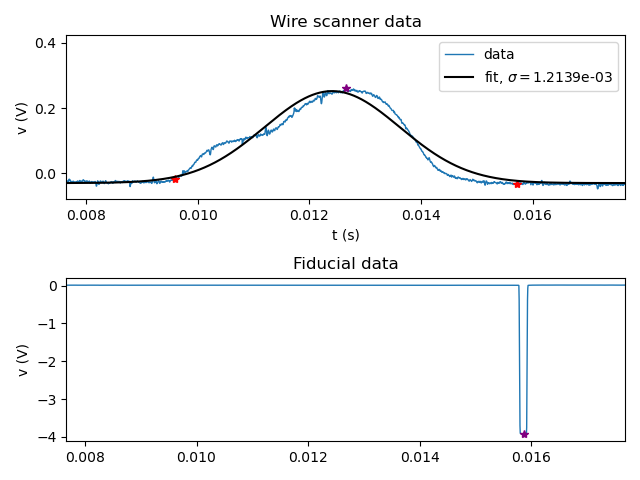 Wire scanner data
data
fit, σ = 1.2139e-03
v (V)
0.4
0.2
0.0
0.008 0.010 0.012 0.014 0.016
t (s)
Fiducial data
v (V)
0
−1
−2
−3
−4
0.008 0.010 0.012 0.014 0.016